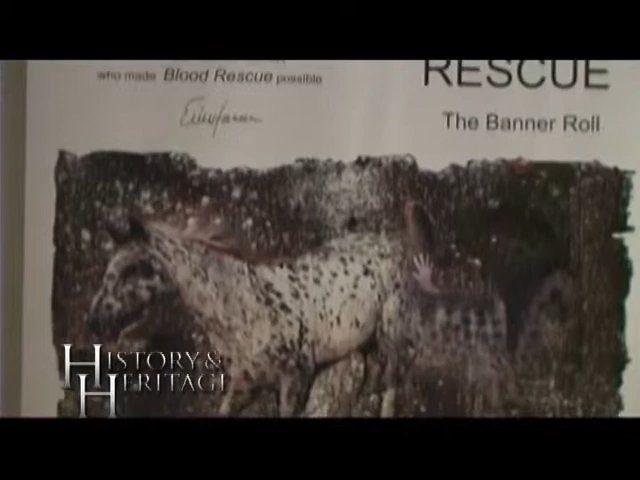 who made Blood Rescue possible
RESCUE
The Banner Roll
HISTORY &
HERITAGE